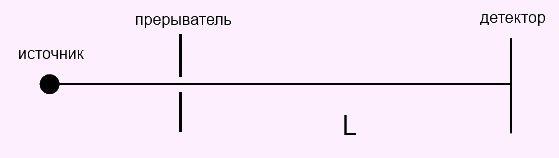 прерыватель
детектор
источник
L